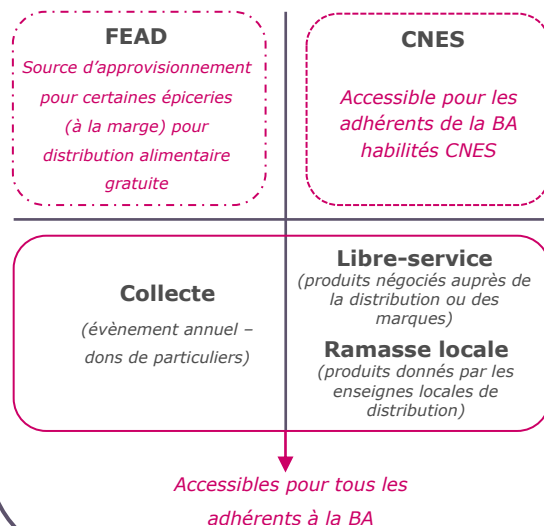 FEAD
Source d’approvisionnement
pour certaines épiceries
(à la marge) pour
distribution alimentaire
gratuite
CNES
Accessible pour les
adhérents de la BA
habilités CNES
Collecte
(évènement annuel –
dons de particuliers)
Libre-service
(produits négociés auprès de
la distribution ou des
marques)
Ramasse locale
(produits donnés par les
enseignes locales de
distribution)
Accessibles pour tous les
adhérents à la BA